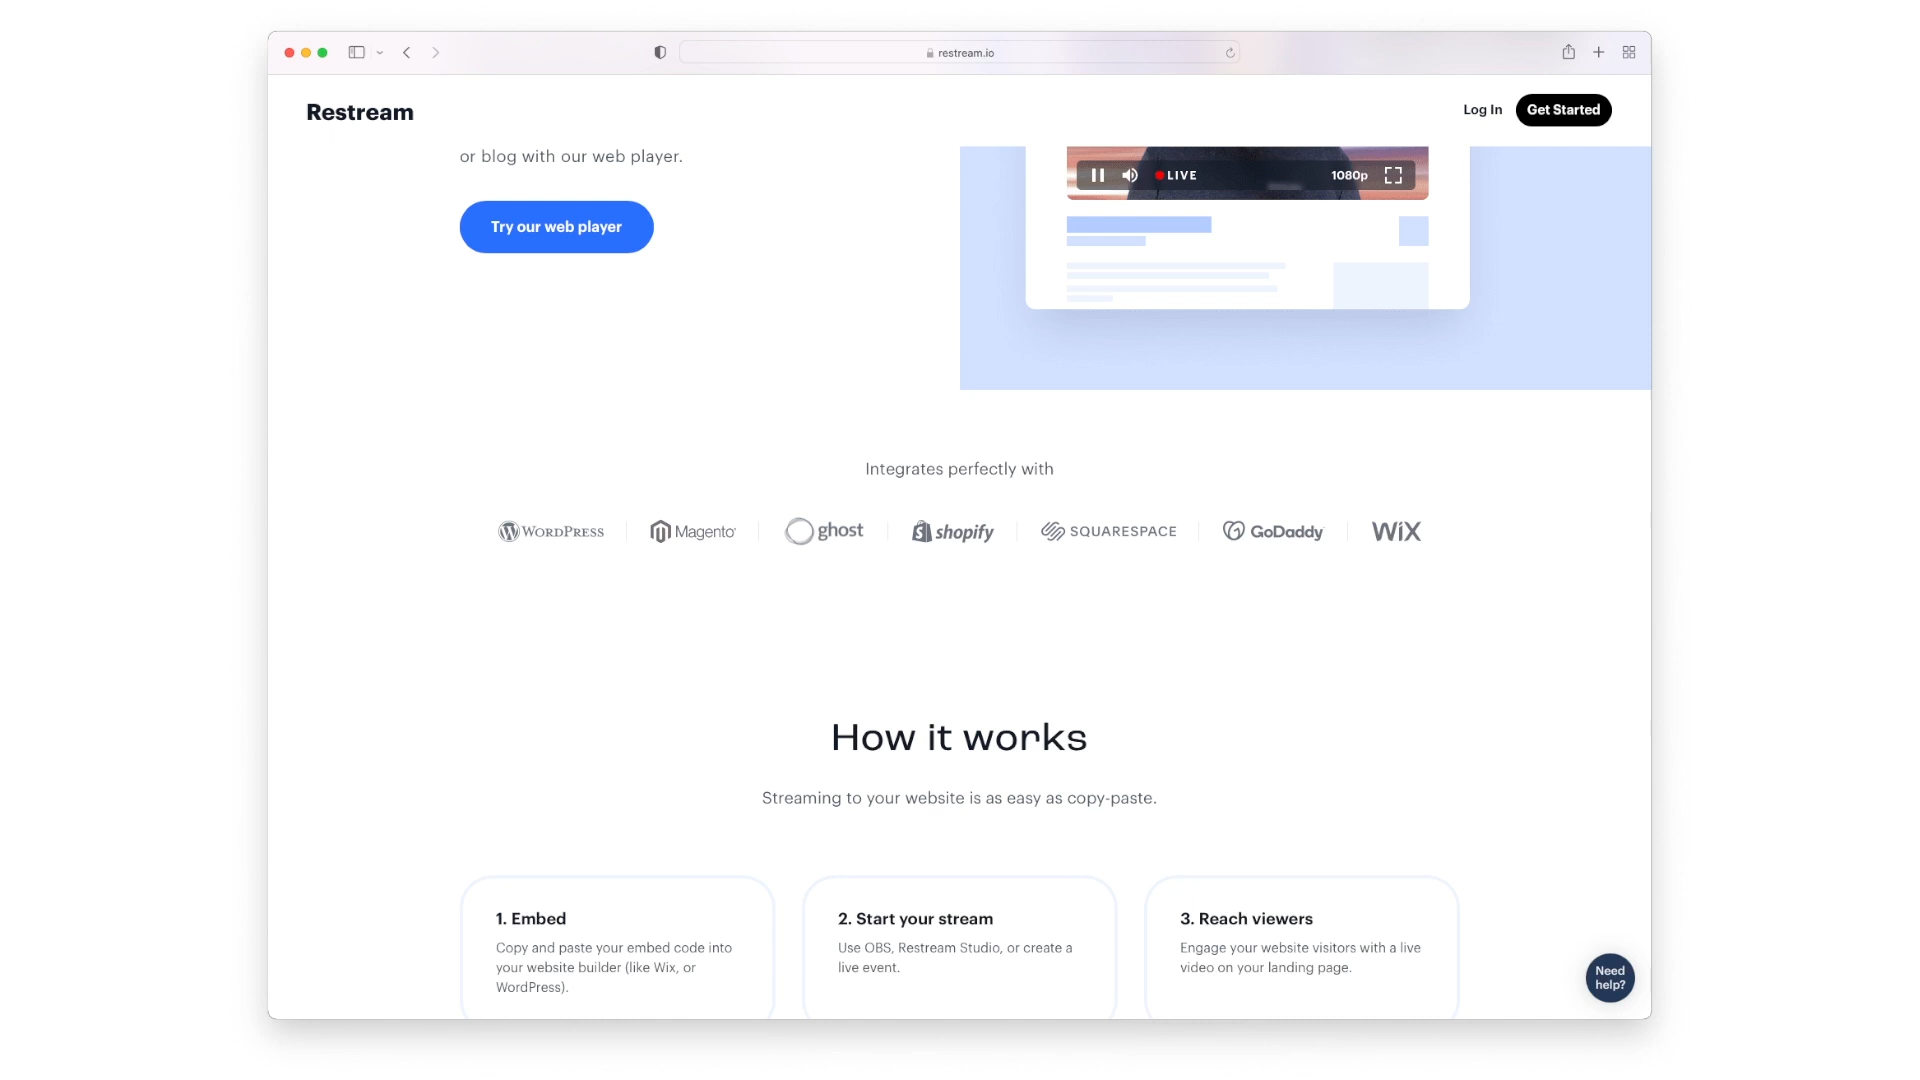 restream.io
Restream
Log In
Get Started
or blog with our web player.
Try our web player
LIVE
1080p
Integrates perfectly with
WORDPRESS
Magento
ghost
shopify
SQUARESPACE
GoDaddy
WiX
How it works
Streaming to your website is as easy as copy-paste.
1. Embed
Copy and paste your embed code into
your website builder (like Wix, or
WordPress).
2. Start your stream
Use OBS, Restream Studio, or create a
live event.
3. Reach viewers
Engage your website visitors with a live
video on your landing page.
Need
help?